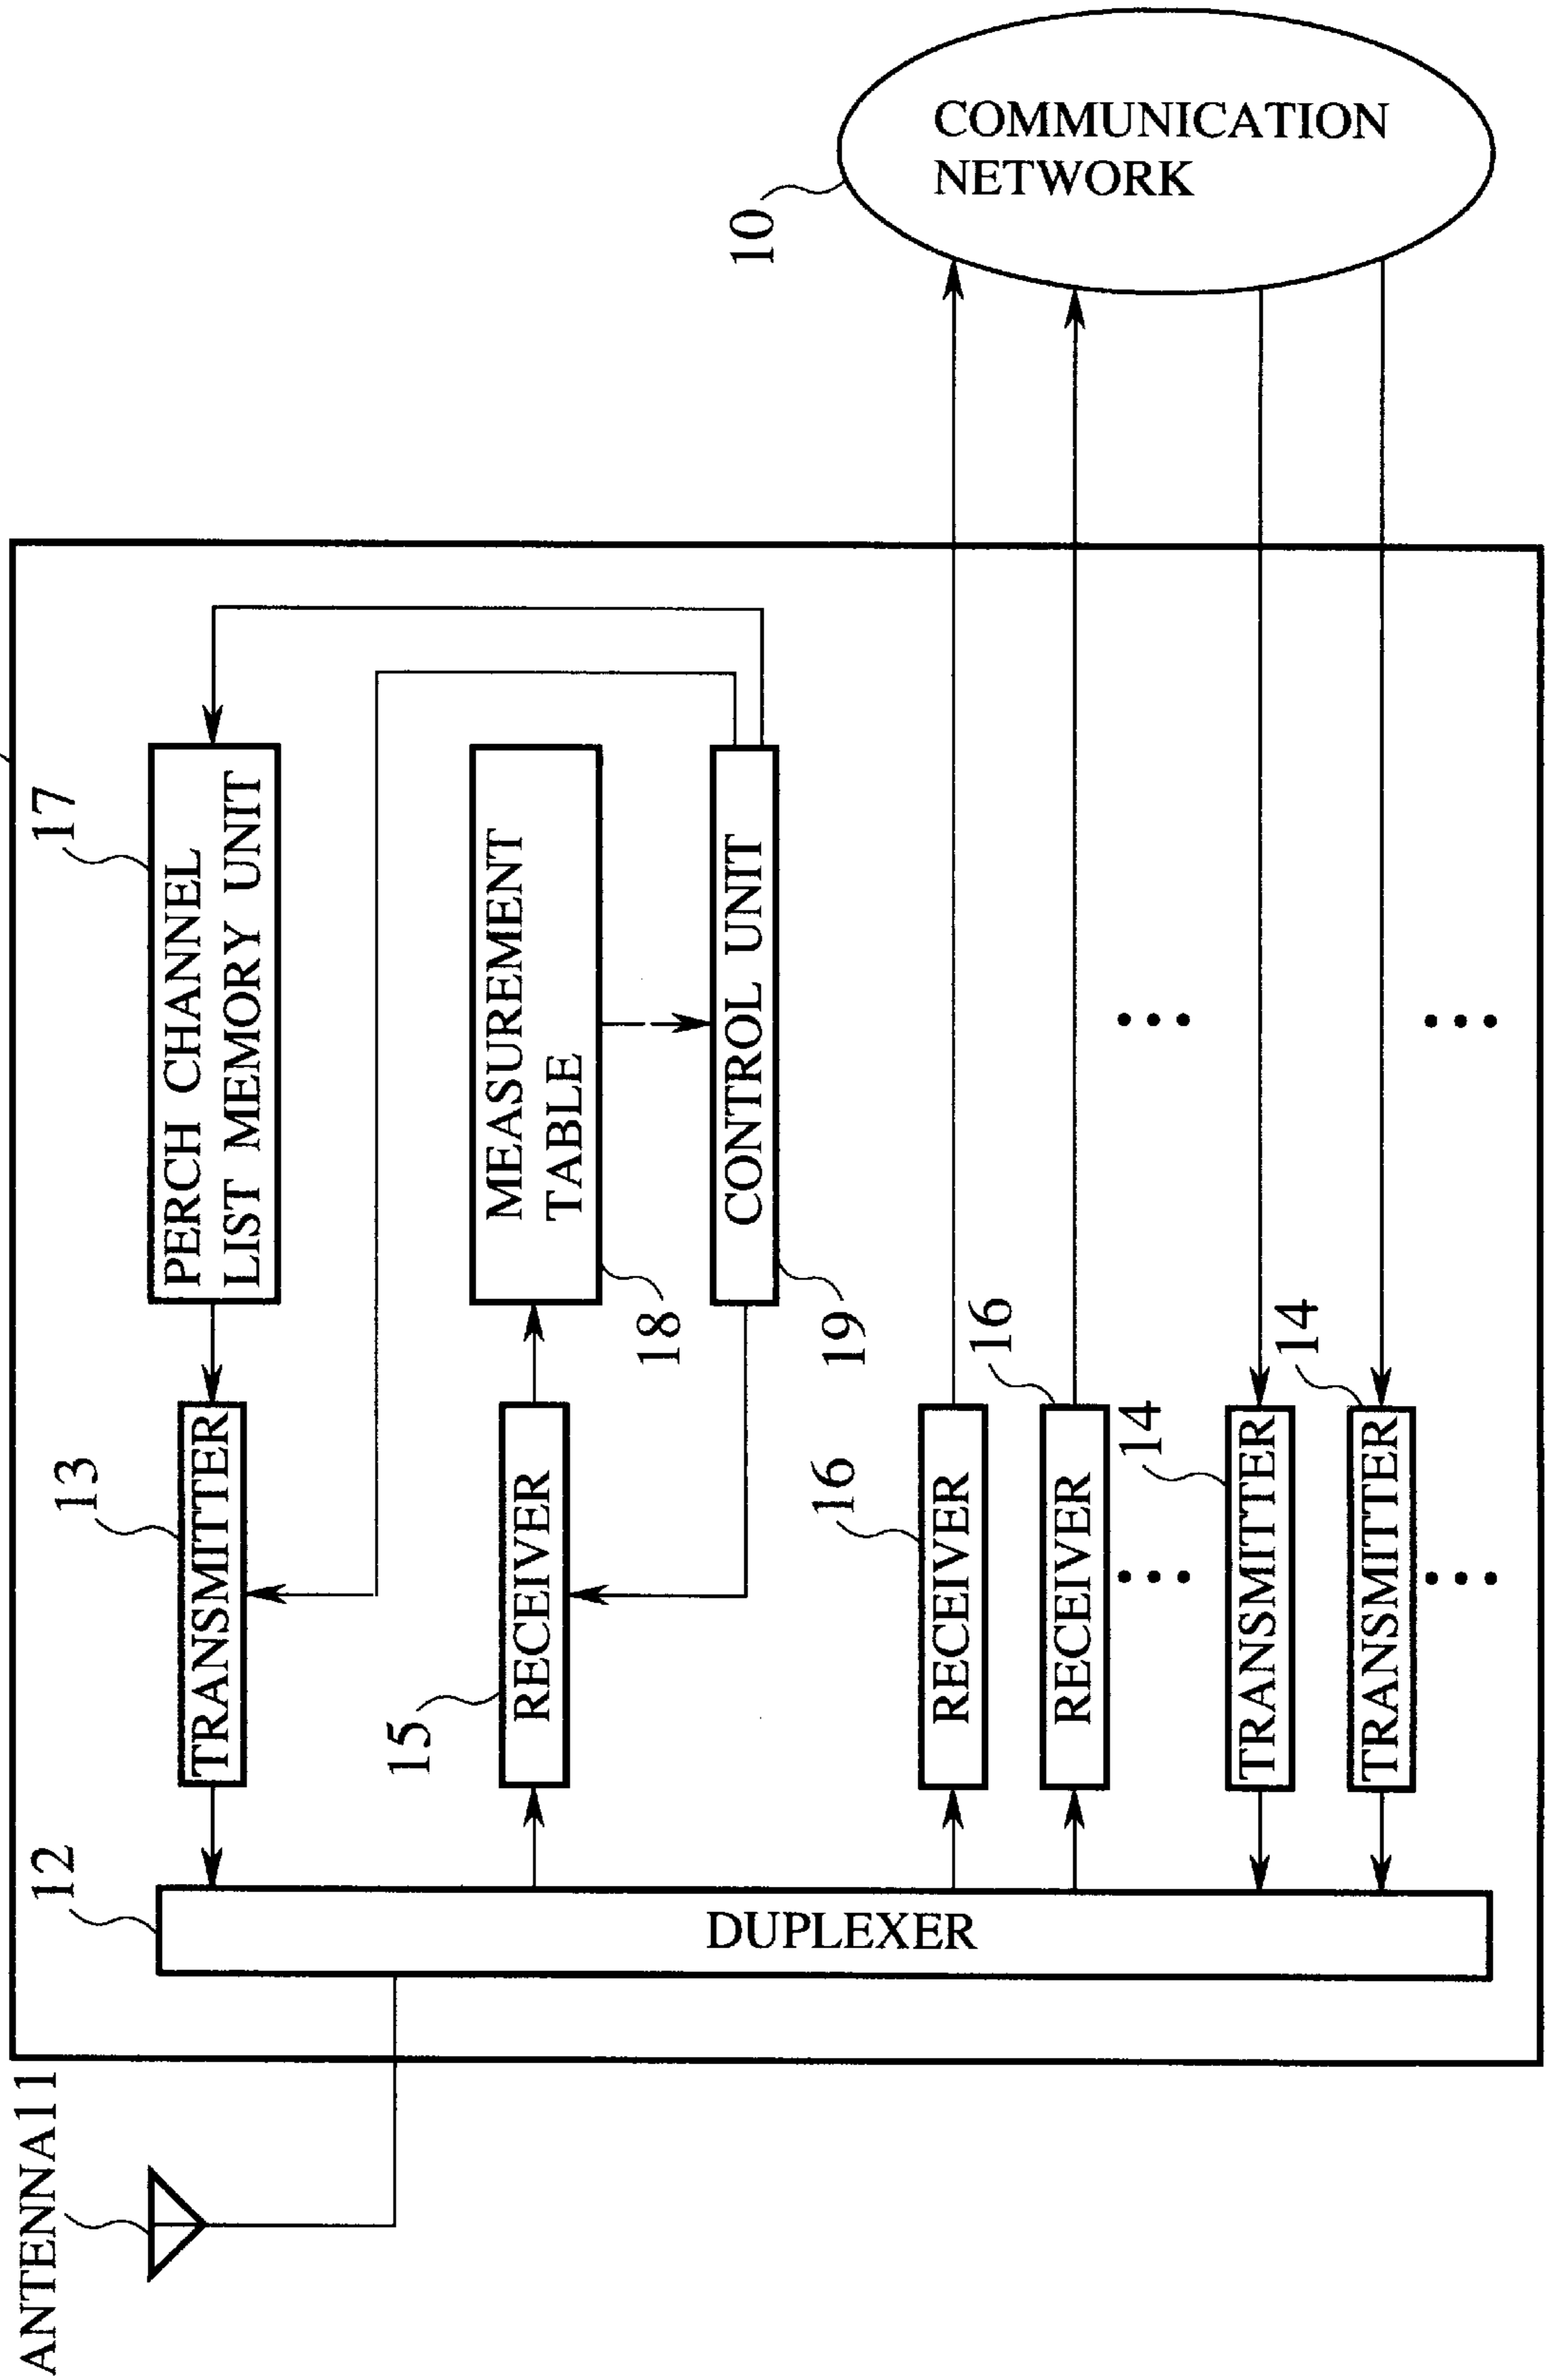 ANTENNA11
12
DUPLEXER
13
TRANSMITTER
17
PERCH CHANNEL
LIST MEMORY UNIT
15
RECEIVER
MEASUREMENT
TABLE
18
CONTROL UNIT
19
16
RECEIVER
16
RECEIVER
14
TRANSMITTER
14
TRANSMITTER
10
COMMUNICATION
NETWORK